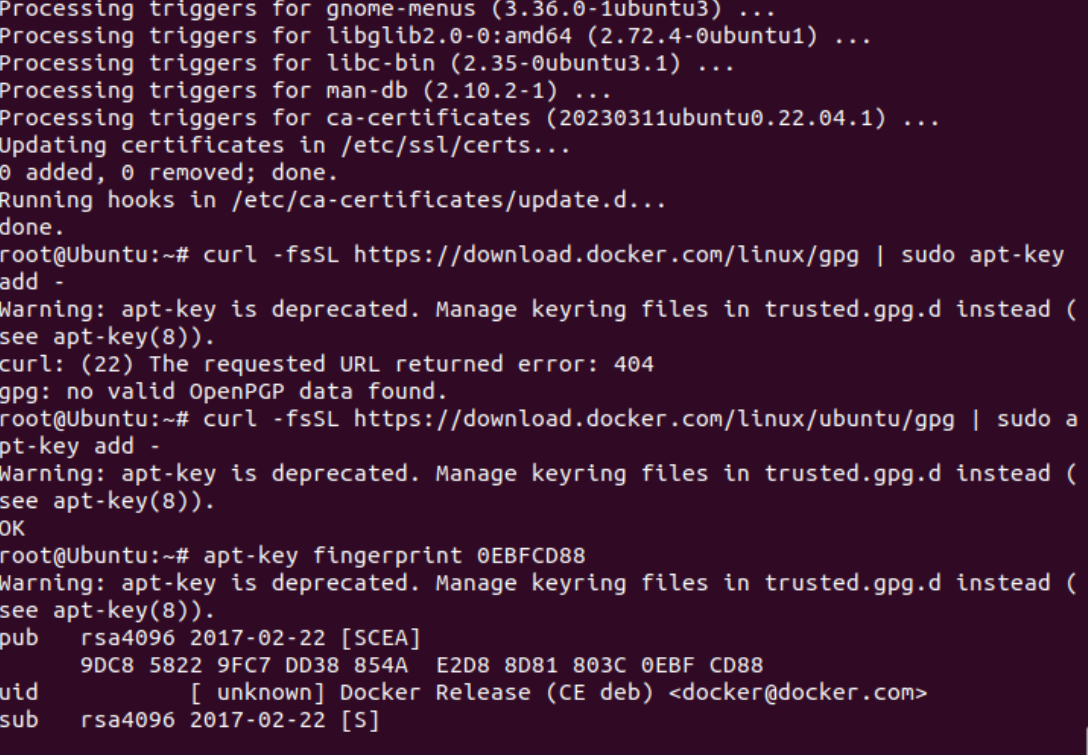 Processing triggers for gnome-menus (3.36.0-1ubuntu3) ...
Processing triggers for libglib2.0-0:amd64 (2.72.4-0ubuntu1) ...
Processing triggers for libc-bin (2.35-0ubuntu3.1) ...
Processing triggers for man-db (2.10.2-1) ...
Processing triggers for ca-certificates (20230311ubuntu0.22.04.1) ...
Updating certificates in /etc/ssl/certs...
0 added, 0 removed; done.
Running hooks in /etc/ca-certificates/update.d...
done.
root@Ubuntu:~# curl -fsSL https://download.docker.com/linux/gpg | sudo apt-key
add -
Warning: apt-key is deprecated. Manage keyring files in trusted.gpg.d instead (
see apt-key(8)).
curl: (22) The requested URL returned error: 404
gpg: no valid OpenPGP data found.
root@Ubuntu:~# curl -fsSL https://download.docker.com/linux/ubuntu/gpg | sudo a
pt-key add -
Warning: apt-key is deprecated. Manage keyring files in trusted.gpg.d instead (
see apt-key(8)).
OK
root@Ubuntu:~# apt-key fingerprint 0EBFCD88
Warning: apt-key is deprecated. Manage keyring files in trusted.gpg.d instead (
see apt-key(8)).
pub   rsa4096 2017-02-22 [SCEA]
      9DC8 5822 9FC7 DD38 854A  E2D8 8D81 803C 0EBF CD88
uid           [ unknown] Docker Release (CE deb) <docker@docker.com>
sub   rsa4096 2017-02-22 [S]